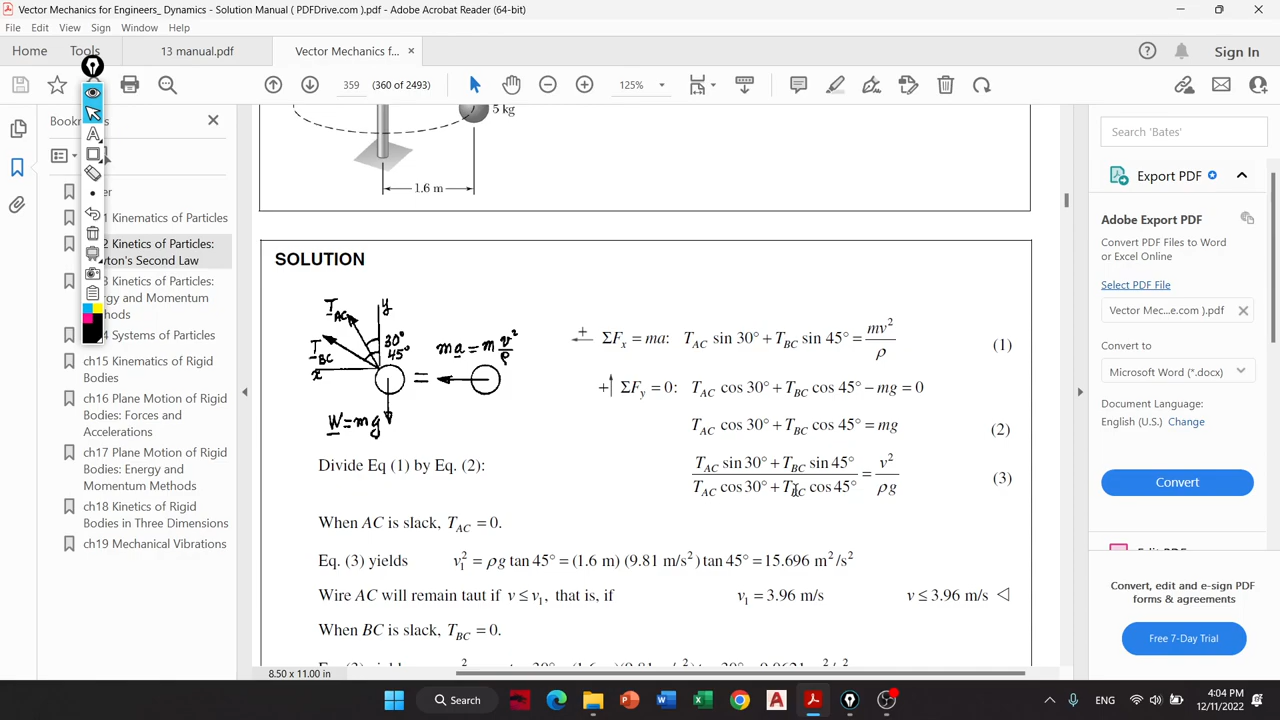 Vector Mechanics for Engineers_ Dynamics - Solution Manual ( PDFDrive.com ).pdf - Adobe Acrobat Reader (64-bit)
File Edit View Sign Window Help
Home Tools 13 manual.pdf Vector Mechanics f... × Sign In
359 (360 of 2493) 125%
5 kg
1.6 m
SOLUTION
T_AC y
T_BC 30°
45°
x
ma = m v²/ρ
=
W = mg
ΣF_x = ma: T_AC sin 30° + T_BC sin 45° = mv²/ρ (1)
+↑ ΣF_y = 0: T_AC cos 30° + T_BC cos 45° − mg = 0
T_AC cos 30° + T_BC cos 45° = mg (2)
Divide Eq (1) by Eq. (2): (T_AC sin 30° + T_BC sin 45°)/(T_AC cos 30° + T_BC cos 45°) = v²/ρg (3)
When AC is slack, T_AC = 0.
Eq. (3) yields v₁² = ρg tan 45° = (1.6 m) (9.81 m/s²) tan 45° = 15.696 m²/s²
Wire AC will remain taut if v ≤ v₁, that is, if v₁ = 3.96 m/s v ≤ 3.96 m/s ◁
When BC is slack, T_BC = 0.
8.50 x 11.00 in
1 Kinematics of Particles
2 Kinetics of Particles:
ton's Second Law
Kinetics of Particles:
gy and Momentum
hods
4 Systems of Particles
ch15 Kinematics of Rigid
Bodies
ch16 Plane Motion of Rigid
Bodies: Forces and
Accelerations
ch17 Plane Motion of Rigid
Bodies: Energy and
Momentum Methods
ch18 Kinetics of Rigid
Bodies in Three Dimensions
ch19 Mechanical Vibrations
Search 'Bates'
Export PDF
Adobe Export PDF
Convert PDF Files to Word
or Excel Online
Select PDF File
Vector Mec...e.com ).pdf ×
Convert to
Microsoft Word (*.docx)
Document Language:
English (U.S.) Change
Convert
Convert, edit and e-sign PDF
forms & agreements
Free 7-Day Trial
Search
ENG
4:04 PM
12/11/2022